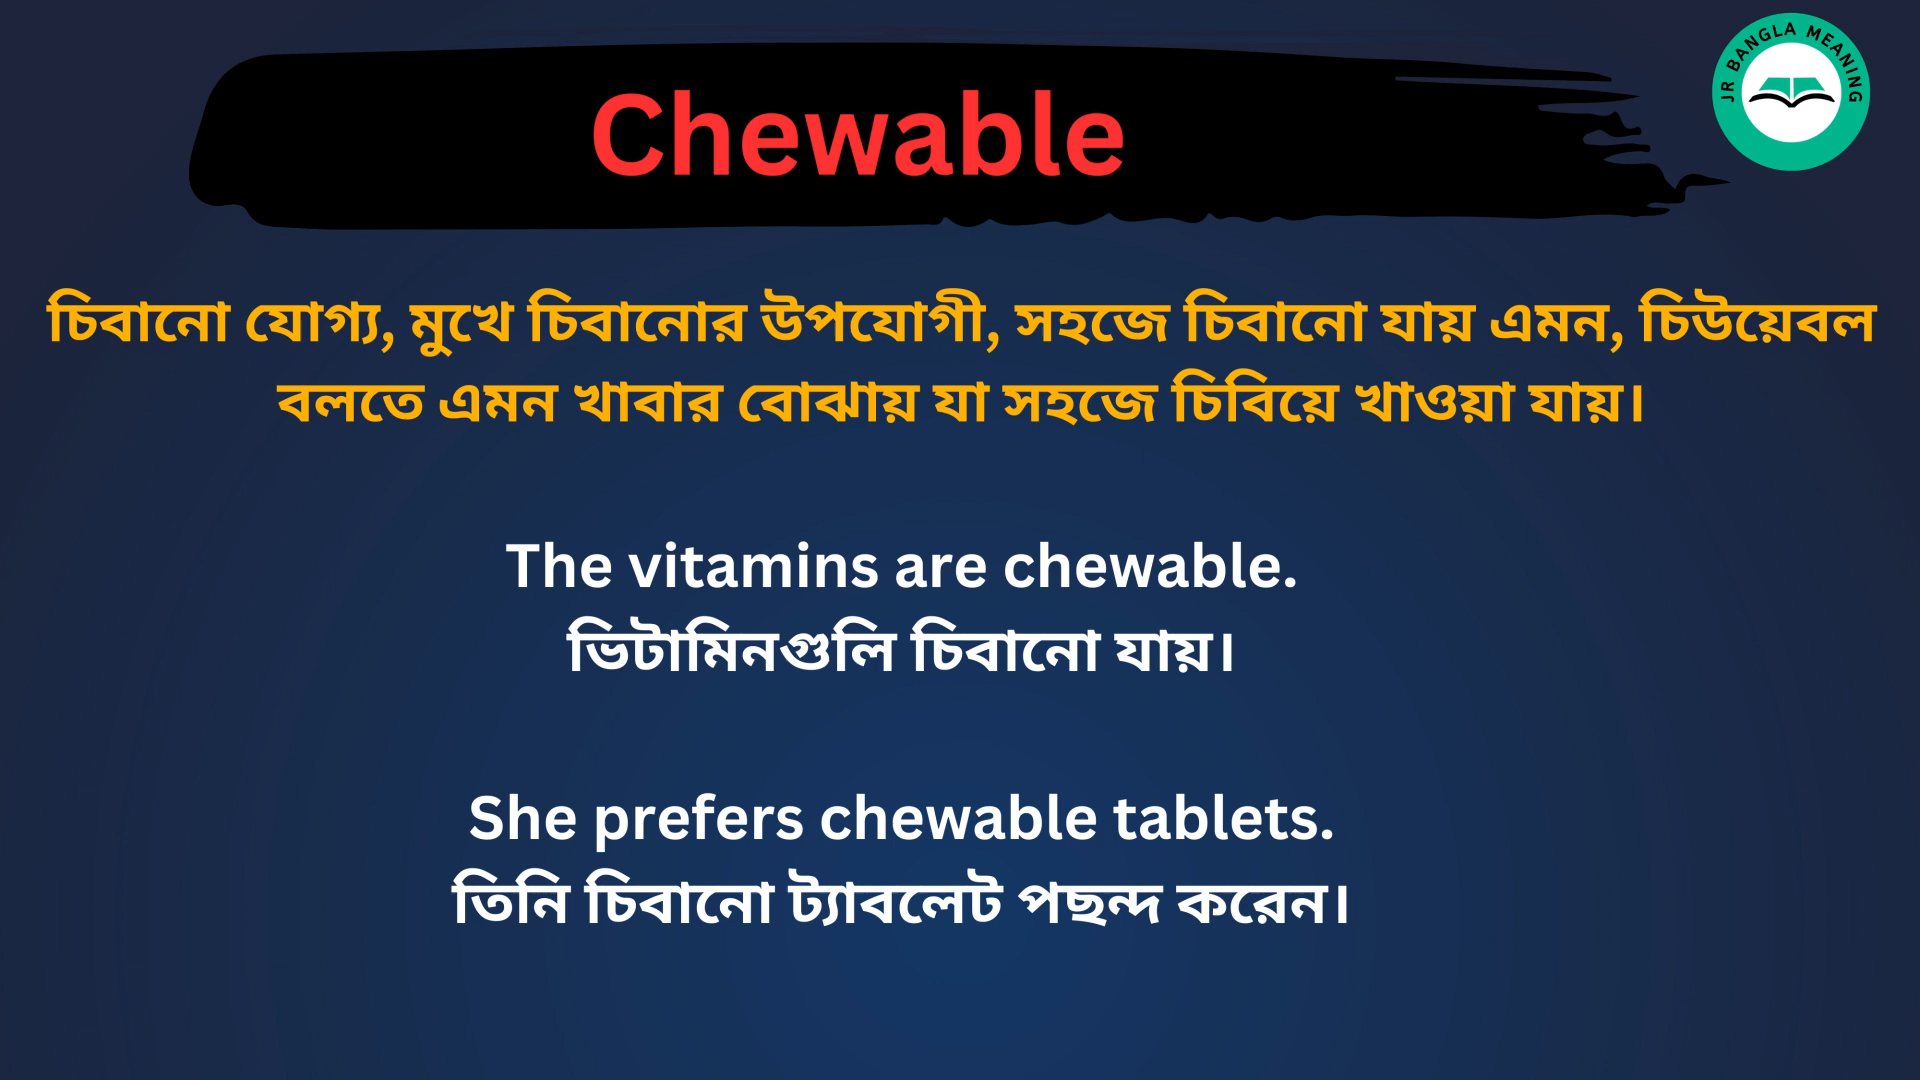 JR BANGLA MEANING
Chewable
চিবানো যোগ্য, মুখে চিবানোর উপযোগী, সহজে চিবানো যায় এমন, চিউয়েবল
বলতে এমন খাবার বোঝায় যা সহজে চিবিয়ে খাওয়া যায়।
The vitamins are chewable.
ভিটামিনগুলি চিবানো যায়।
She prefers chewable tablets.
তিনি চিবানো ট্যাবলেট পছন্দ করেন।